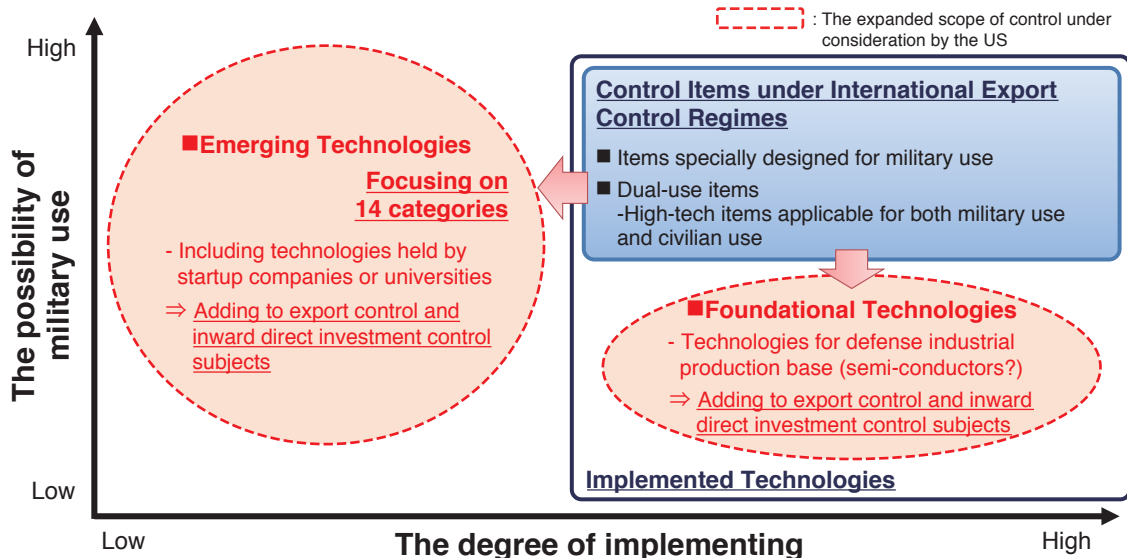 : The expanded scope of control under
consideration by the US
High
The possibility of
military use
Low
■Emerging Technologies
Focusing on
14 categories
- Including technologies held by
startup companies or universities
⇒ Adding to export control and
inward direct investment control
subjects
Control Items under International Export
Control Regimes
■ Items specially designed for military use
■ Dual-use items
-High-tech items applicable for both military use
and civilian use
■Foundational Technologies
- Technologies for defense industrial
production base (semi-conductors?)
⇒ Adding to export control and inward
direct investment control subjects
Implemented Technologies
Low
The degree of implementing
High